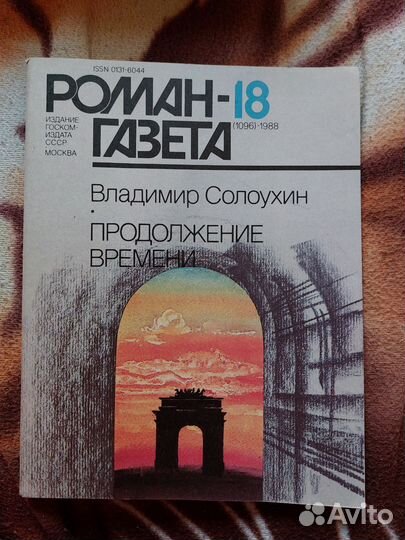 ISSN 0131-6044
РОМАН-18
ГАЗЕТА
(1096)·1988
ИЗДАНИЕ
ГОСКОМ-
ИЗДАТА
СССР
МОСКВА
Владимир Солоухин
ПРОДОЛЖЕНИЕ
ВРЕМЕНИ
Avito